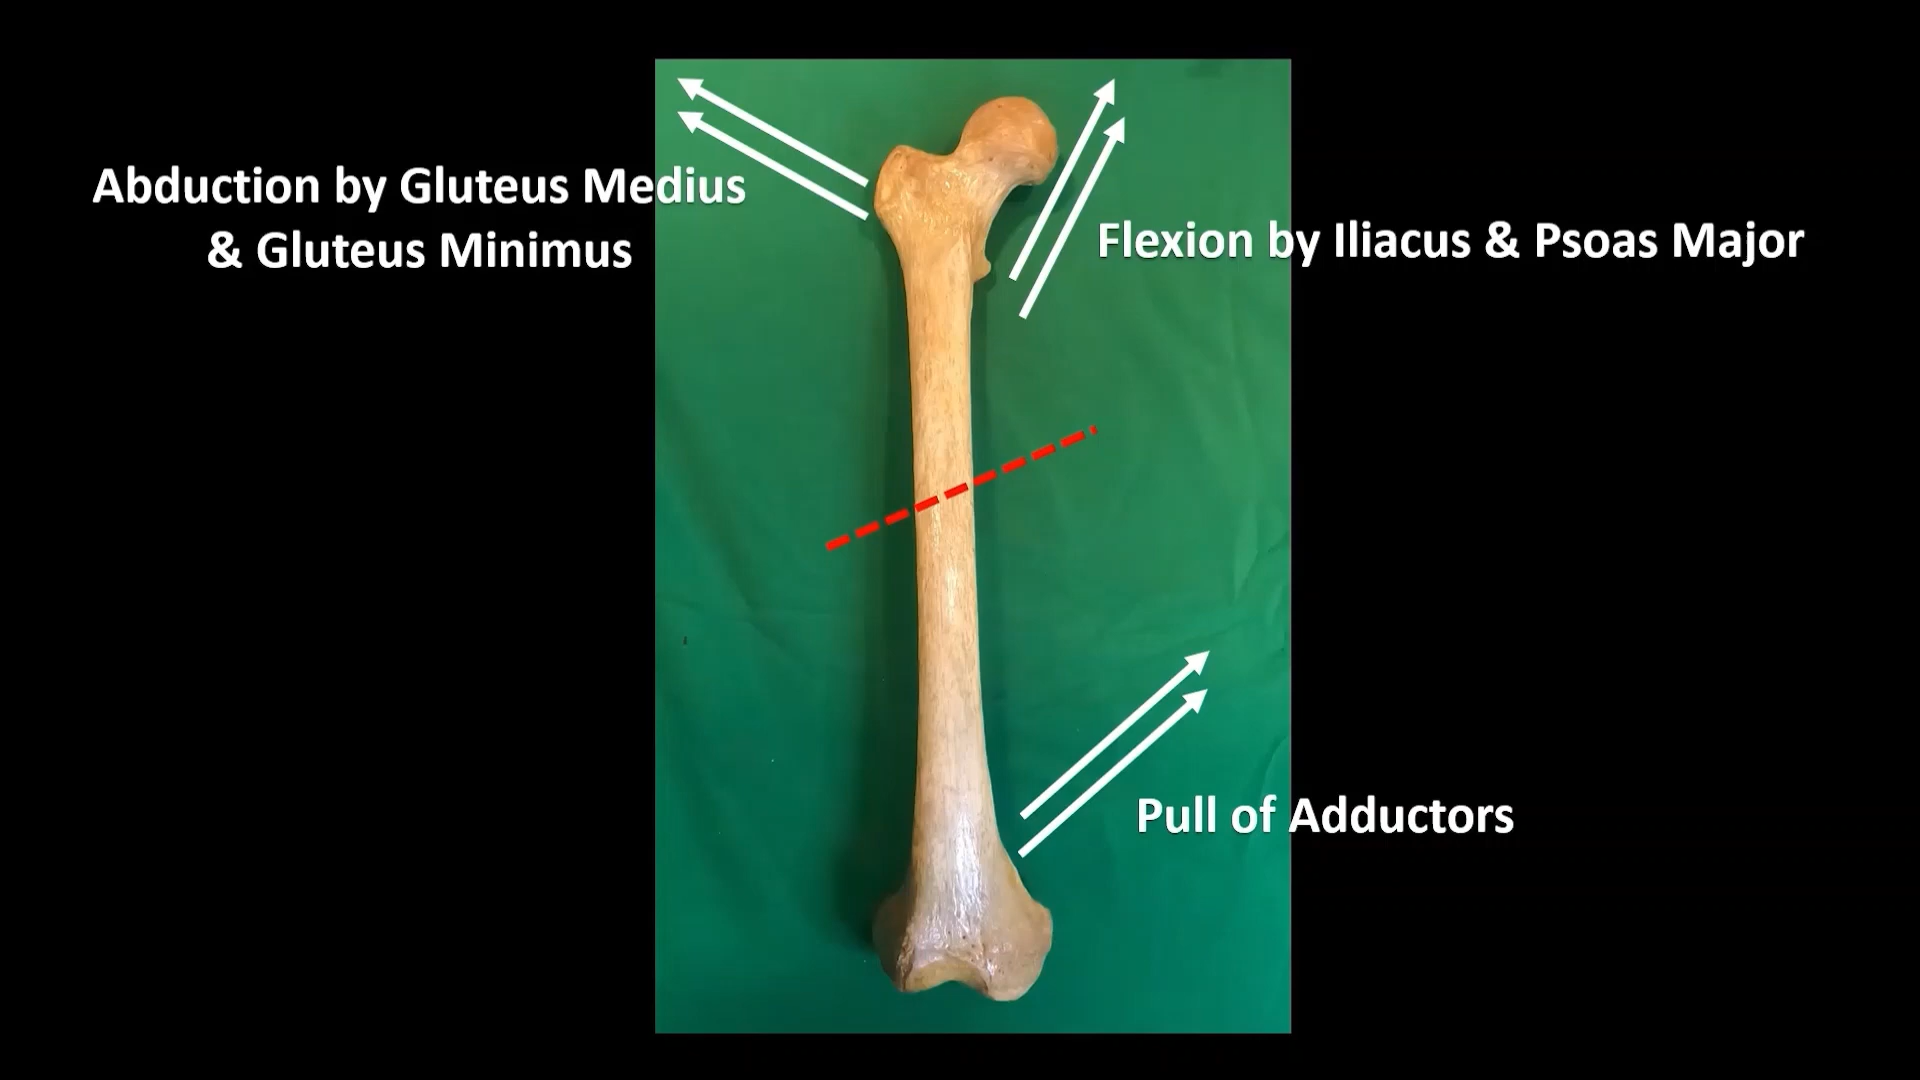 Abduction by Gluteus Medius
& Gluteus Minimus
Flexion by Iliacus & Psoas Major
Pull of Adductors